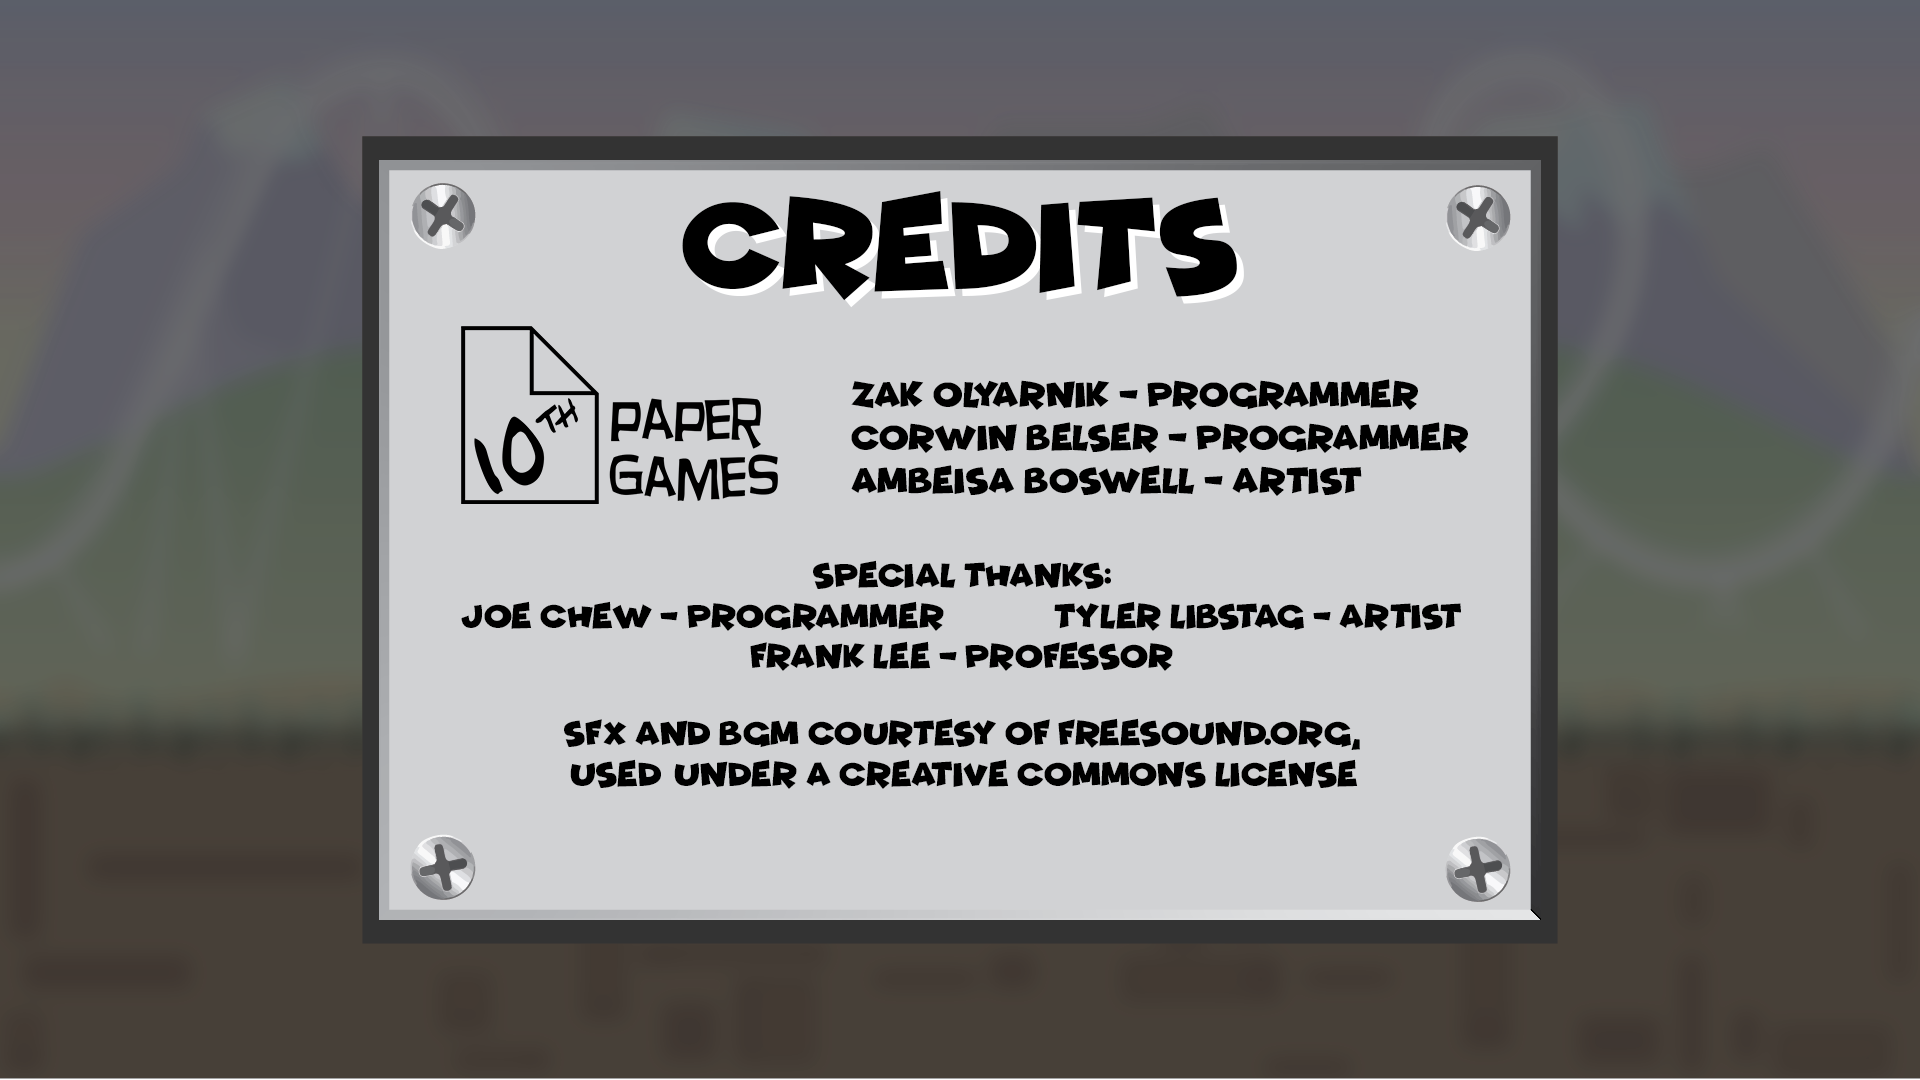 CREDITS
10TH PAPER GAMES
ZAK OLYARNIK - PROGRAMMER
CORWIN BELSER - PROGRAMMER
AMBEISA BOSWELL - ARTIST
SPECIAL THANKS:
JOE CHEW - PROGRAMMER TYLER LIBSTAG - ARTIST
FRANK LEE - PROFESSOR
SFX AND BGM COURTESY OF FREESOUND.ORG,
USED UNDER A CREATIVE COMMONS LICENSE